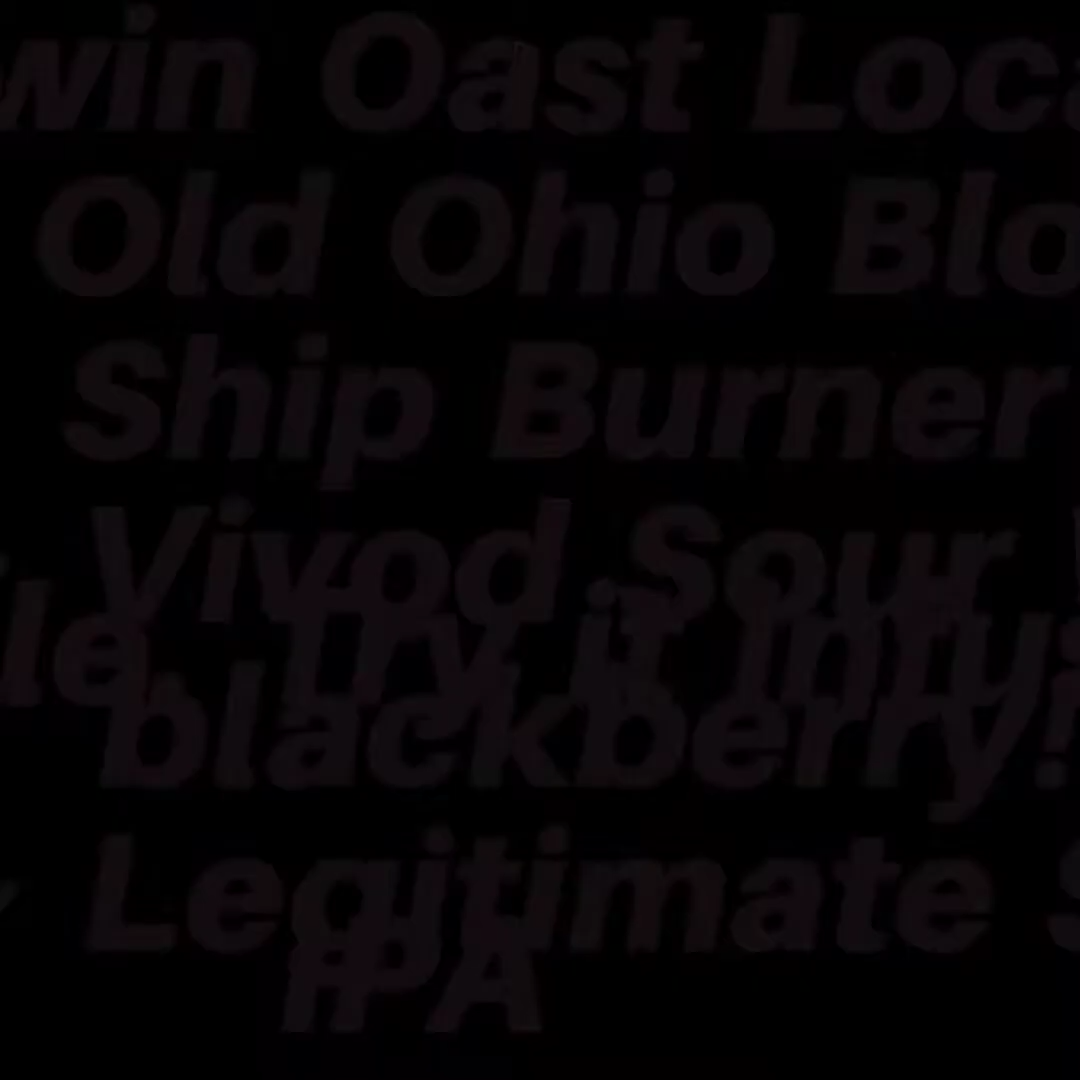 win Oast Loca
Old Ohio Blo
Ship Burner
Vivod Sour
le. Try it infus
blackberry!
Legitimate S
IPA